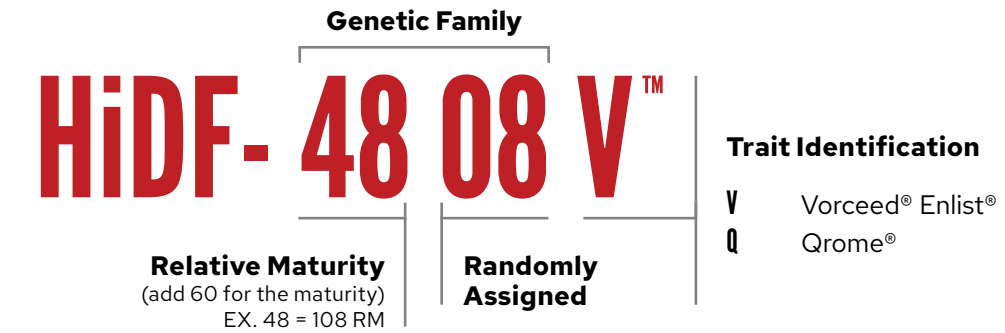 Genetic Family
HiDF- 48 08 V™
Trait Identification
V Vorceed® Enlist®
Q Qrome®
Relative Maturity
(add 60 for the maturity)
EX. 48 = 108 RM
Randomly
Assigned